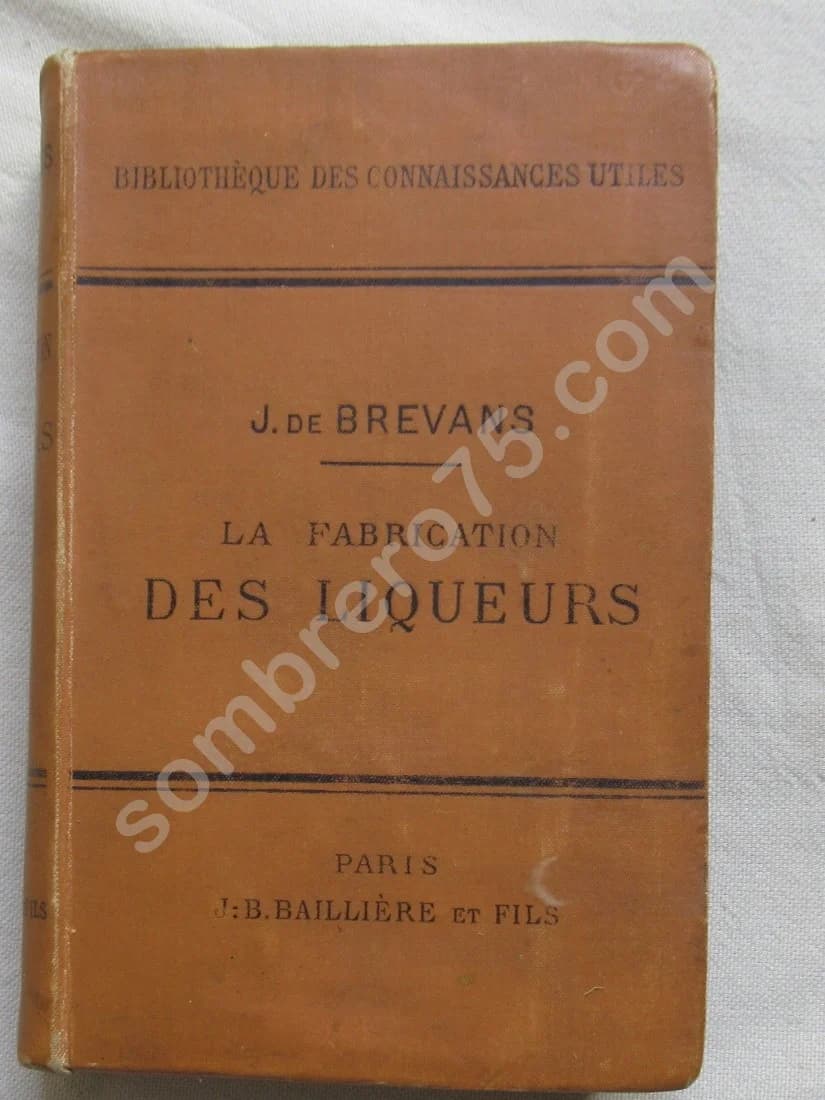 BIBLIOTHÈQUE DES CONNAISSANCES UTILES
J. DE BREVANS
LA FABRICATION
DES LIQUEURS
PARIS
J.-B. BAILLIÈRE ET FILS
sombrero75.com